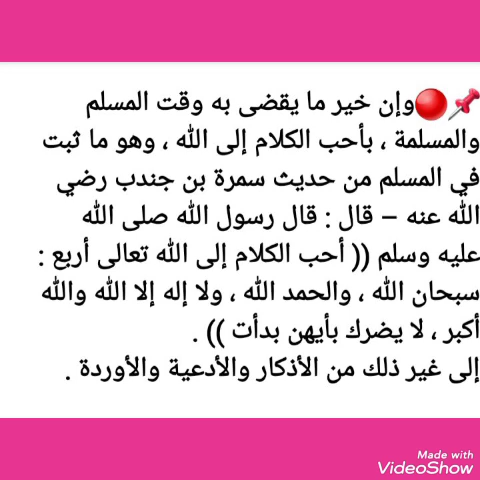 📌🔴وإن خير ما يقضى به وقت المسلم
والمسلمة ، بأحب الكلام إلى الله ، وهو ما ثبت
في المسلم من حديث سمرة بن جندب رضي
الله عنه – قال : قال رسول الله صلى الله
عليه وسلم (( أحب الكلام إلى الله تعالى أربع :
سبحان الله ، والحمد الله ، ولا إله إلا الله والله
أكبر ، لا يضرك بأيهن بدأت )) .
إلى غير ذلك من الأذكار والأدعية والأوردة .
Made with
VideoShow